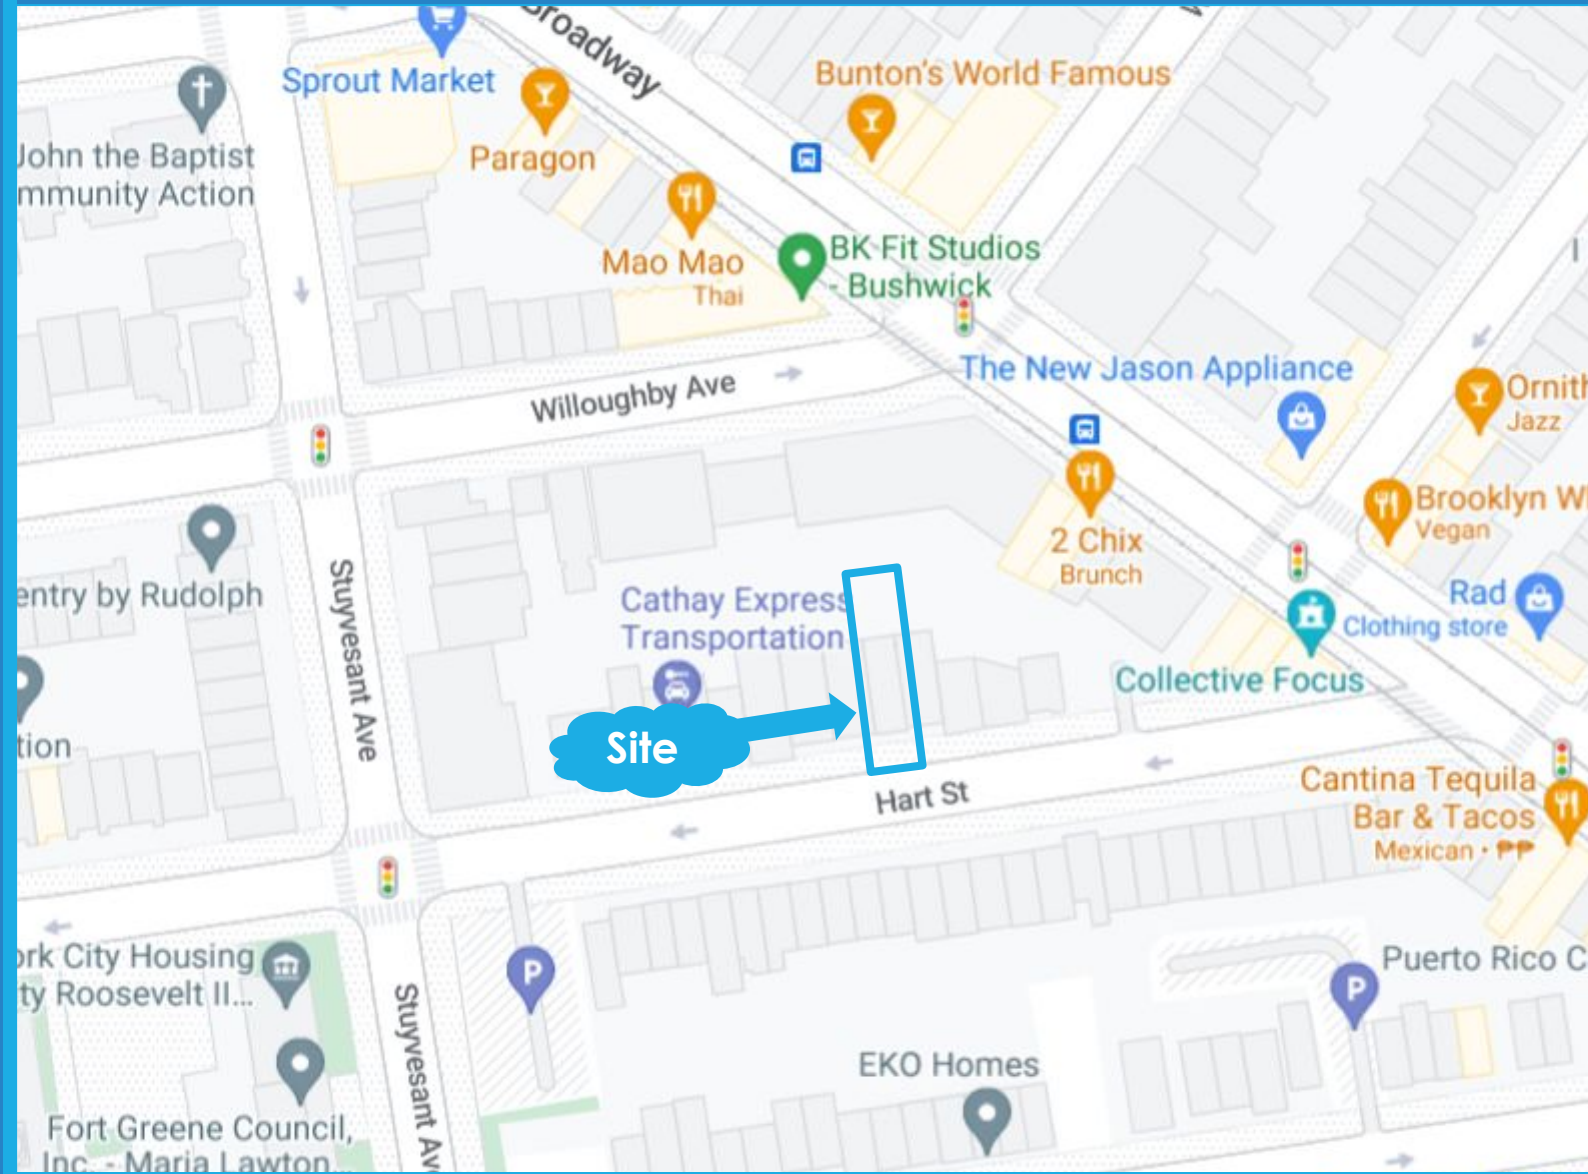 Broadway
Sprout Market
Bunton's World Famous
Paragon
John the Baptist
mmunity Action
Mao Mao
Thai
BK Fit Studios
- Bushwick
The New Jason Appliance
Willoughby Ave
Ornith
Jazz
Brooklyn W
Vegan
2 Chix
Brunch
entry by Rudolph
Stuyvesant Ave
Cathay Express
Transportation
Rad
Clothing store
Collective Focus
tion
Site
Hart St
Cantina Tequila
Bar & Tacos
Mexican •
ork City Housing
ty Roosevelt II...
P
Puerto Rico C
P
Stuyvesant Av
EKO Homes
Fort Greene Council,
Inc. - Maria Lawton...